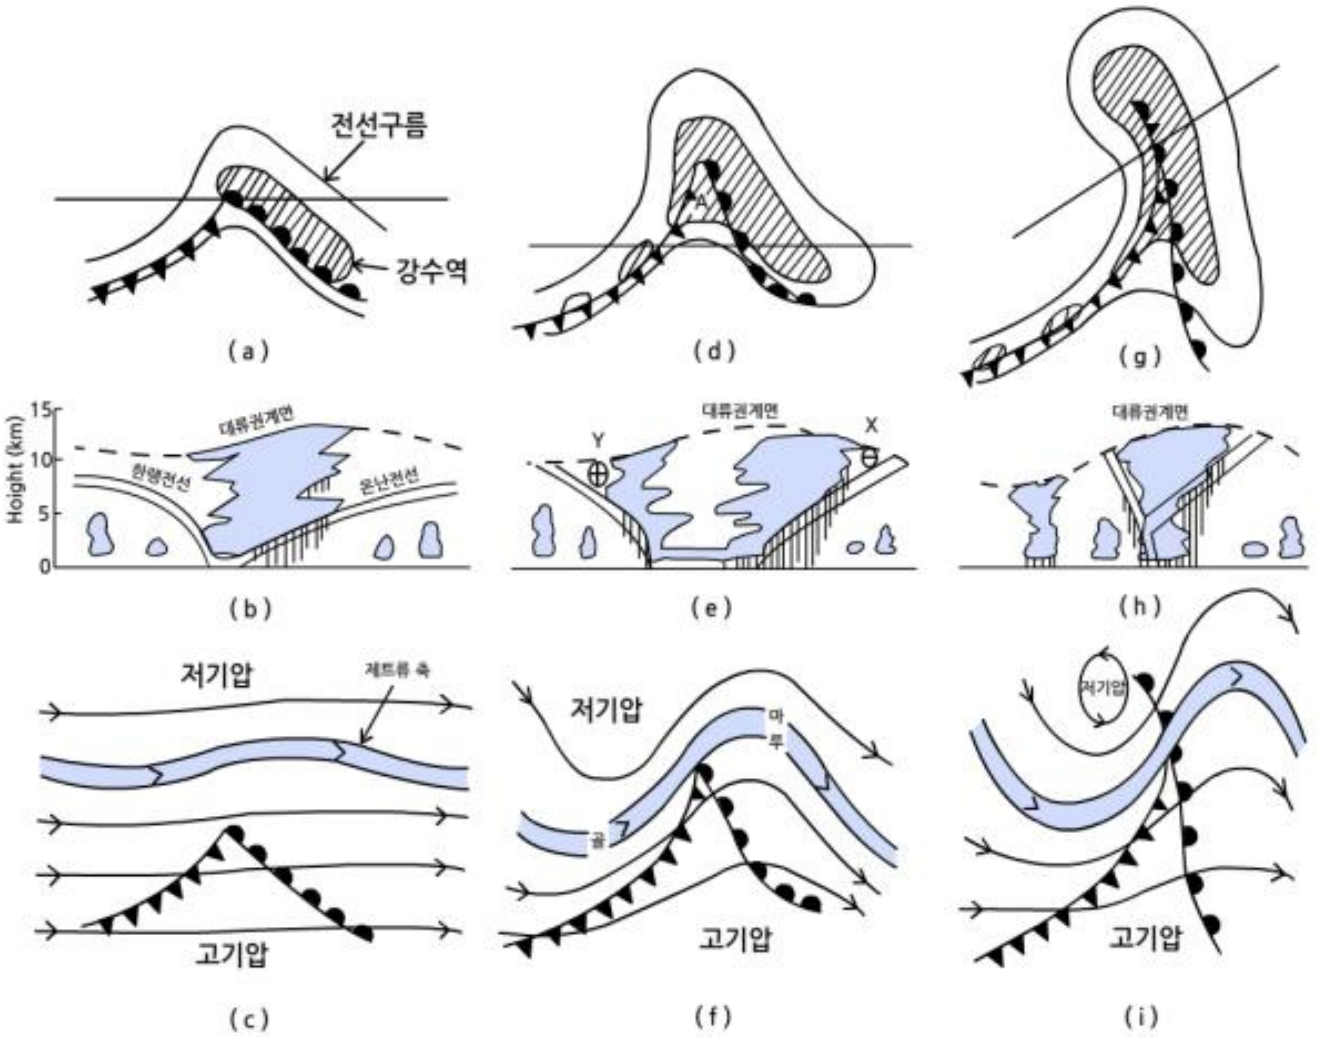 전선구름
강수역
A
(a)
(d)
(g)
Hoight (km)
15
10
5
0
대류권계면
한랭전선
온난전선
대류권계면
Y
X
대류권계면
(b)
(e)
(h)
저기압
제트류 축
고기압
저기압
마
루
골
고기압
저기압
고기압
(c)
(f)
(i)